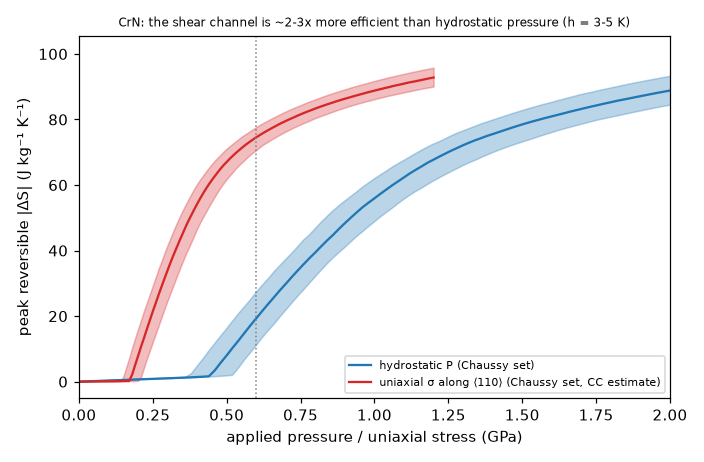 CrN: the shear channel is ~2-3x more efficient than hydrostatic pressure (h = 3-5 K)
peak reversible |ΔS| (J kg⁻¹ K⁻¹)
100
80
60
40
20
0
hydrostatic P (Chaussy set)
uniaxial σ along ⟨110⟩ (Chaussy set, CC estimate)
0.00 0.25 0.50 0.75 1.00 1.25 1.50 1.75 2.00
applied pressure / uniaxial stress (GPa)